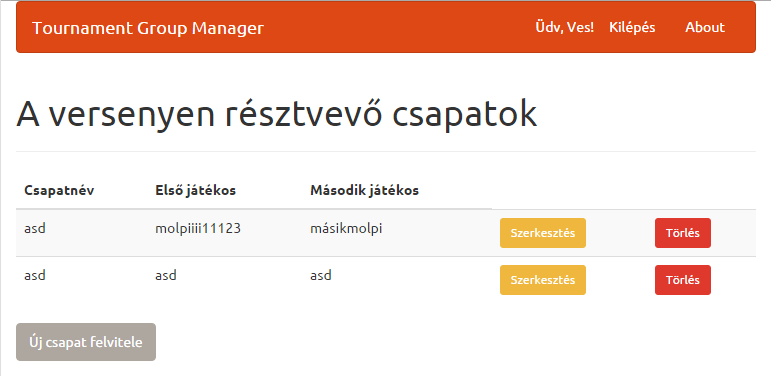 Tournament Group Manager Üdv, Ves! Kilépés About
A versenyen résztvevő csapatok
Csapatnév Első játékos Második játékos
asd molpiiii11123 másikmolpi Szerkesztés Törlés
asd asd asd Szerkesztés Törlés
Új csapat felvitele